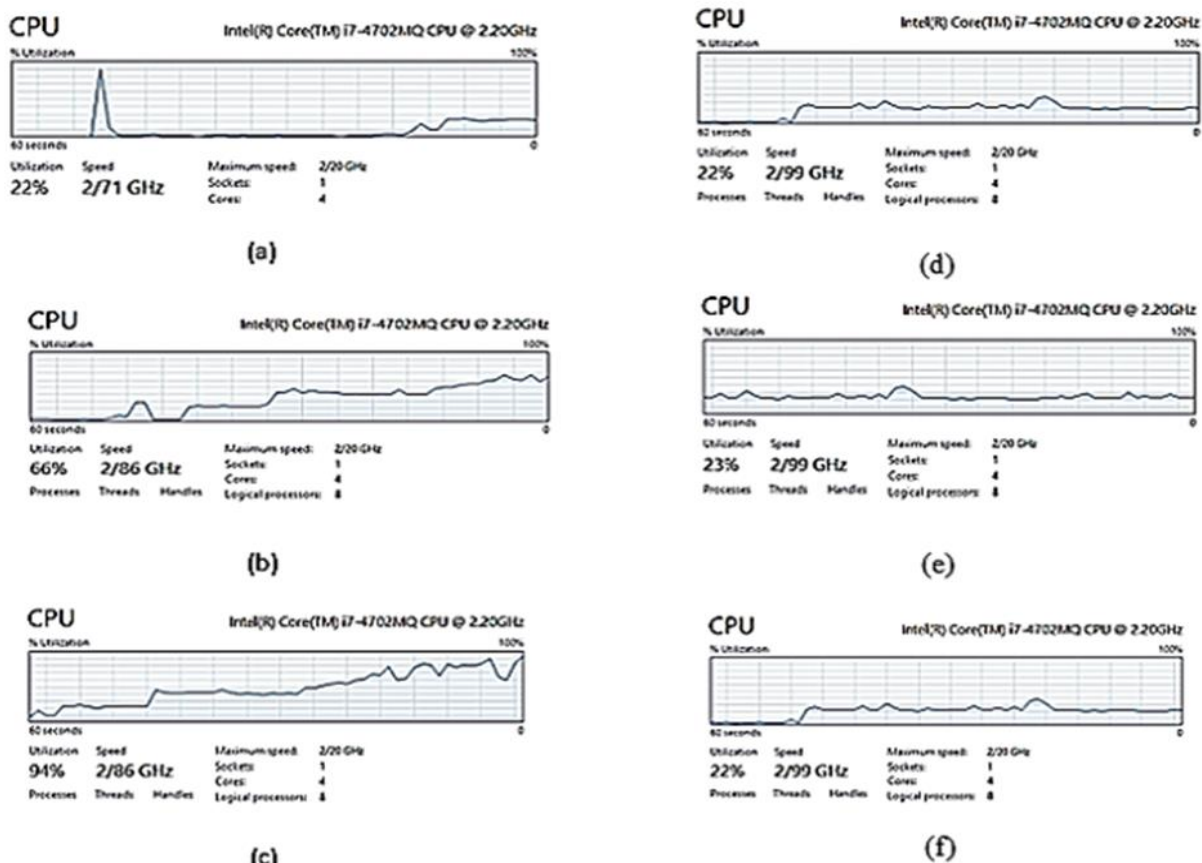 CPU
Intel(R) Core(TM) i7-4702MQ CPU @ 2.20GHz
% Utilization 100%
60 seconds 0
Utilization Speed Maximum speed: 2/20 GHz
22% 2/71 GHz Sockets: 1
Cores: 4
(a)
CPU
Intel(R) Core(TM) i7-4702MQ CPU @ 2.20GHz
% Utilization 100%
60 seconds 0
Utilization Speed Maximum speed: 2/20 GHz
66% 2/86 GHz Sockets: 1
Cores: 4
Processes Threads Handles Logical processors: 8
(b)
CPU
Intel(R) Core(TM) i7-4702MQ CPU @ 2.20GHz
% Utilization 100%
60 seconds 0
Utilization Speed Maximum speed: 2/20 GHz
94% 2/86 GHz Sockets: 1
Cores: 4
Processes Threads Handles Logical processors: 8
(c)
CPU
Intel(R) Core(TM) i7-4702MQ CPU @ 2.20GHz
% Utilization 100%
60 seconds 0
Utilization Speed Maximum speed: 2/20 GHz
22% 2/99 GHz Sockets: 1
Cores: 4
Processes Threads Handles Logical processors: 8
(d)
CPU
Intel(R) Core(TM) i7-4702MQ CPU @ 2.20GHz
% Utilization 100%
60 seconds 0
Utilization Speed Maximum speed: 2/20 GHz
23% 2/99 GHz Sockets: 1
Cores: 4
Processes Threads Handles Logical processors: 8
(e)
CPU
Intel(R) Core(TM) i7-4702MQ CPU @ 2.20GHz
% Utilization 100%
60 seconds 0
Utilization Speed Maximum speed: 2/20 GHz
22% 2/99 GHz Sockets: 1
Cores: 4
Processes Threads Handles Logical processors: 8
(f)